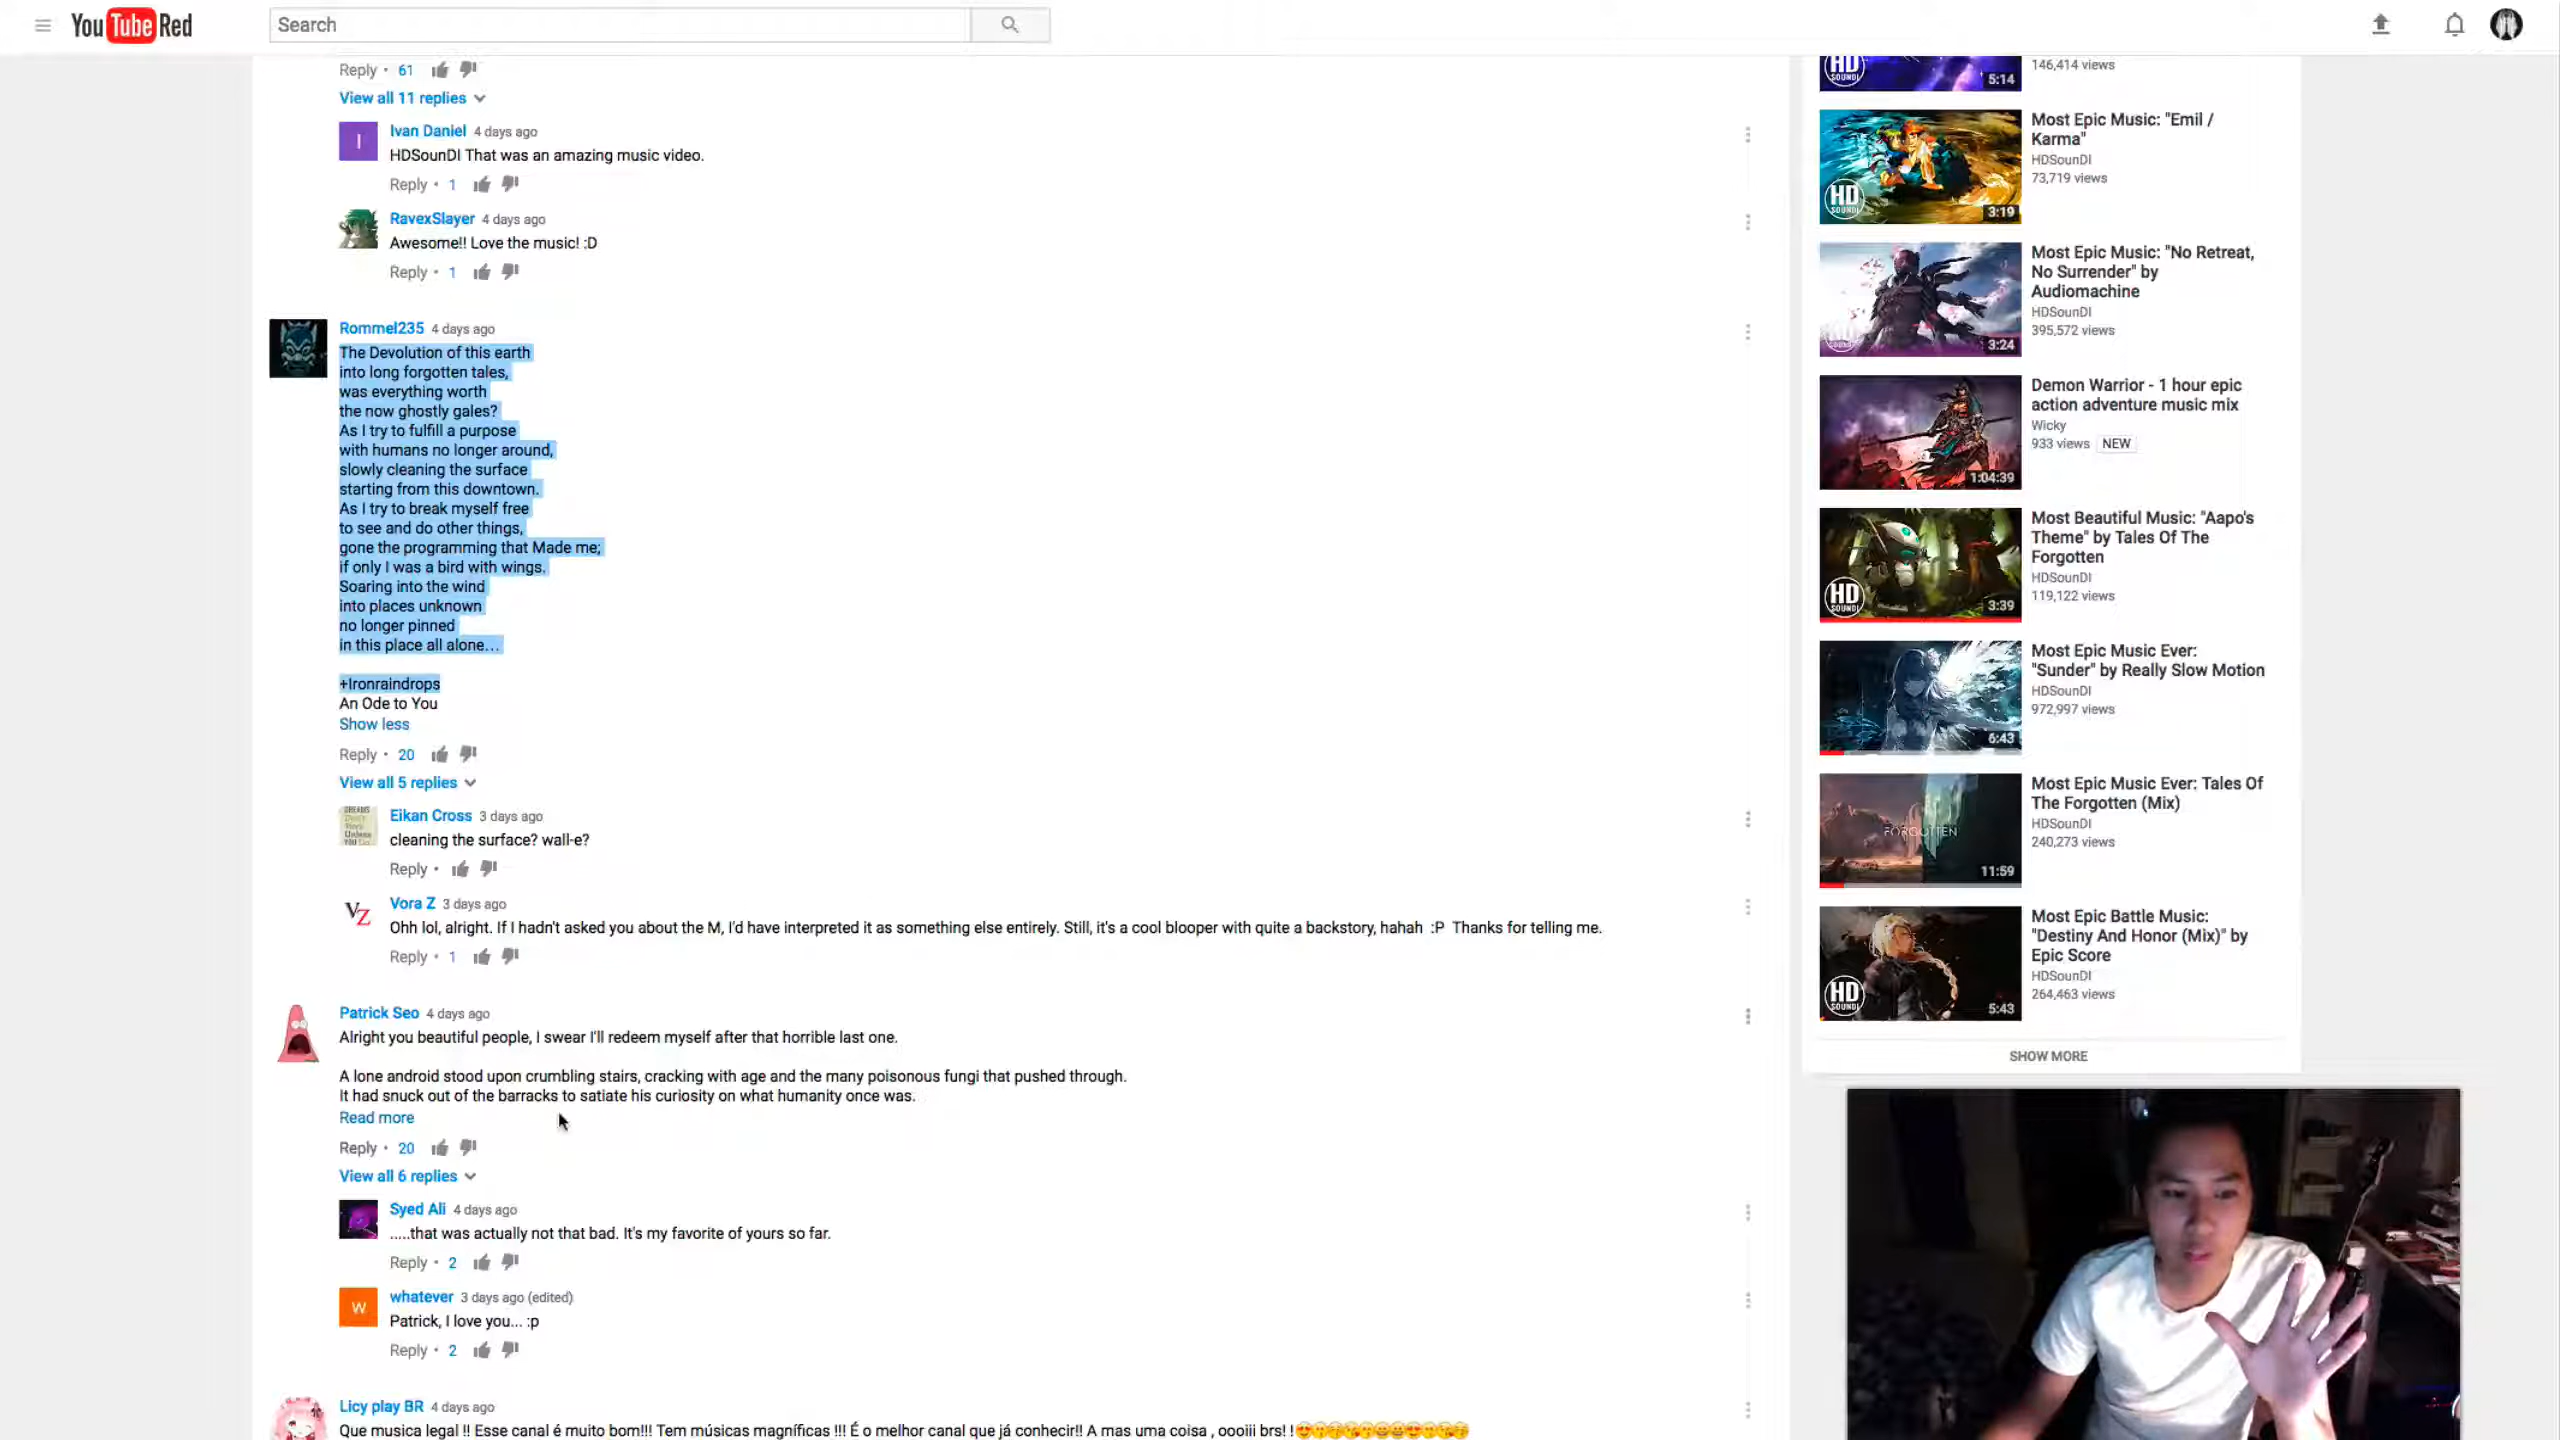 YouTube Red
Search
Reply • 61
View all 11 replies
I
Ivan Daniel 4 days ago
HDSounDI That was an amazing music video.
Reply • 1
RavexSlayer 4 days ago
Awesome!! Love the music! :D
Reply • 1
Rommel235 4 days ago
The Devolution of this earth
into long forgotten tales,
was everything worth
the now ghostly gales?
As I try to fulfill a purpose
with humans no longer around,
slowly cleaning the surface
starting from this downtown.
As I try to break myself free
to see and do other things,
gone the programming that Made me;
if only I was a bird with wings.
Soaring into the wind
into places unknown
no longer pinned
in this place all alone…
+Ironraindrops
An Ode to You
Show less
Reply • 20
View all 5 replies
Eikan Cross 3 days ago
cleaning the surface? wall-e?
Reply •
VZ
Vora Z 3 days ago
Ohh lol, alright. If I hadn't asked you about the M, I'd have interpreted it as something else entirely. Still, it's a cool blooper with quite a backstory, hahah :P Thanks for telling me.
Reply • 1
Patrick Seo 4 days ago
Alright you beautiful people, I swear I'll redeem myself after that horrible last one.
A lone android stood upon crumbling stairs, cracking with age and the many poisonous fungi that pushed through.
It had snuck out of the barracks to satiate his curiosity on what humanity once was.
Read more
Reply • 20
View all 6 replies
Syed Ali 4 days ago
.....that was actually not that bad. It's my favorite of yours so far.
Reply • 2
W
whatever 3 days ago (edited)
Patrick, I love you... :p
Reply • 2
Licy play BR 4 days ago
Que musica legal !! Esse canal é muito bom!!! Tem músicas magníficas !!! É o melhor canal que já conhecir!! A mas uma coisa , oooiii brs! !
HD SOUNDI
5:14
146,414 views
HD SOUNDI
3:19
Most Epic Music: "Emil /
Karma"
HDSounDI
73,719 views
3:24
Most Epic Music: "No Retreat,
No Surrender" by
Audiomachine
HDSounDI
395,572 views
1:04:39
Demon Warrior - 1 hour epic
action adventure music mix
Wicky
933 views NEW
HD SOUNDI
3:39
Most Beautiful Music: "Aapo's
Theme" by Tales Of The
Forgotten
HDSounDI
119,122 views
6:43
Most Epic Music Ever:
"Sunder" by Really Slow Motion
HDSounDI
972,997 views
FORGOTTEN
11:59
Most Epic Music Ever: Tales Of
The Forgotten (Mix)
HDSounDI
240,273 views
HD SOUNDI
5:43
Most Epic Battle Music:
"Destiny And Honor (Mix)" by
Epic Score
HDSounDI
264,463 views
SHOW MORE